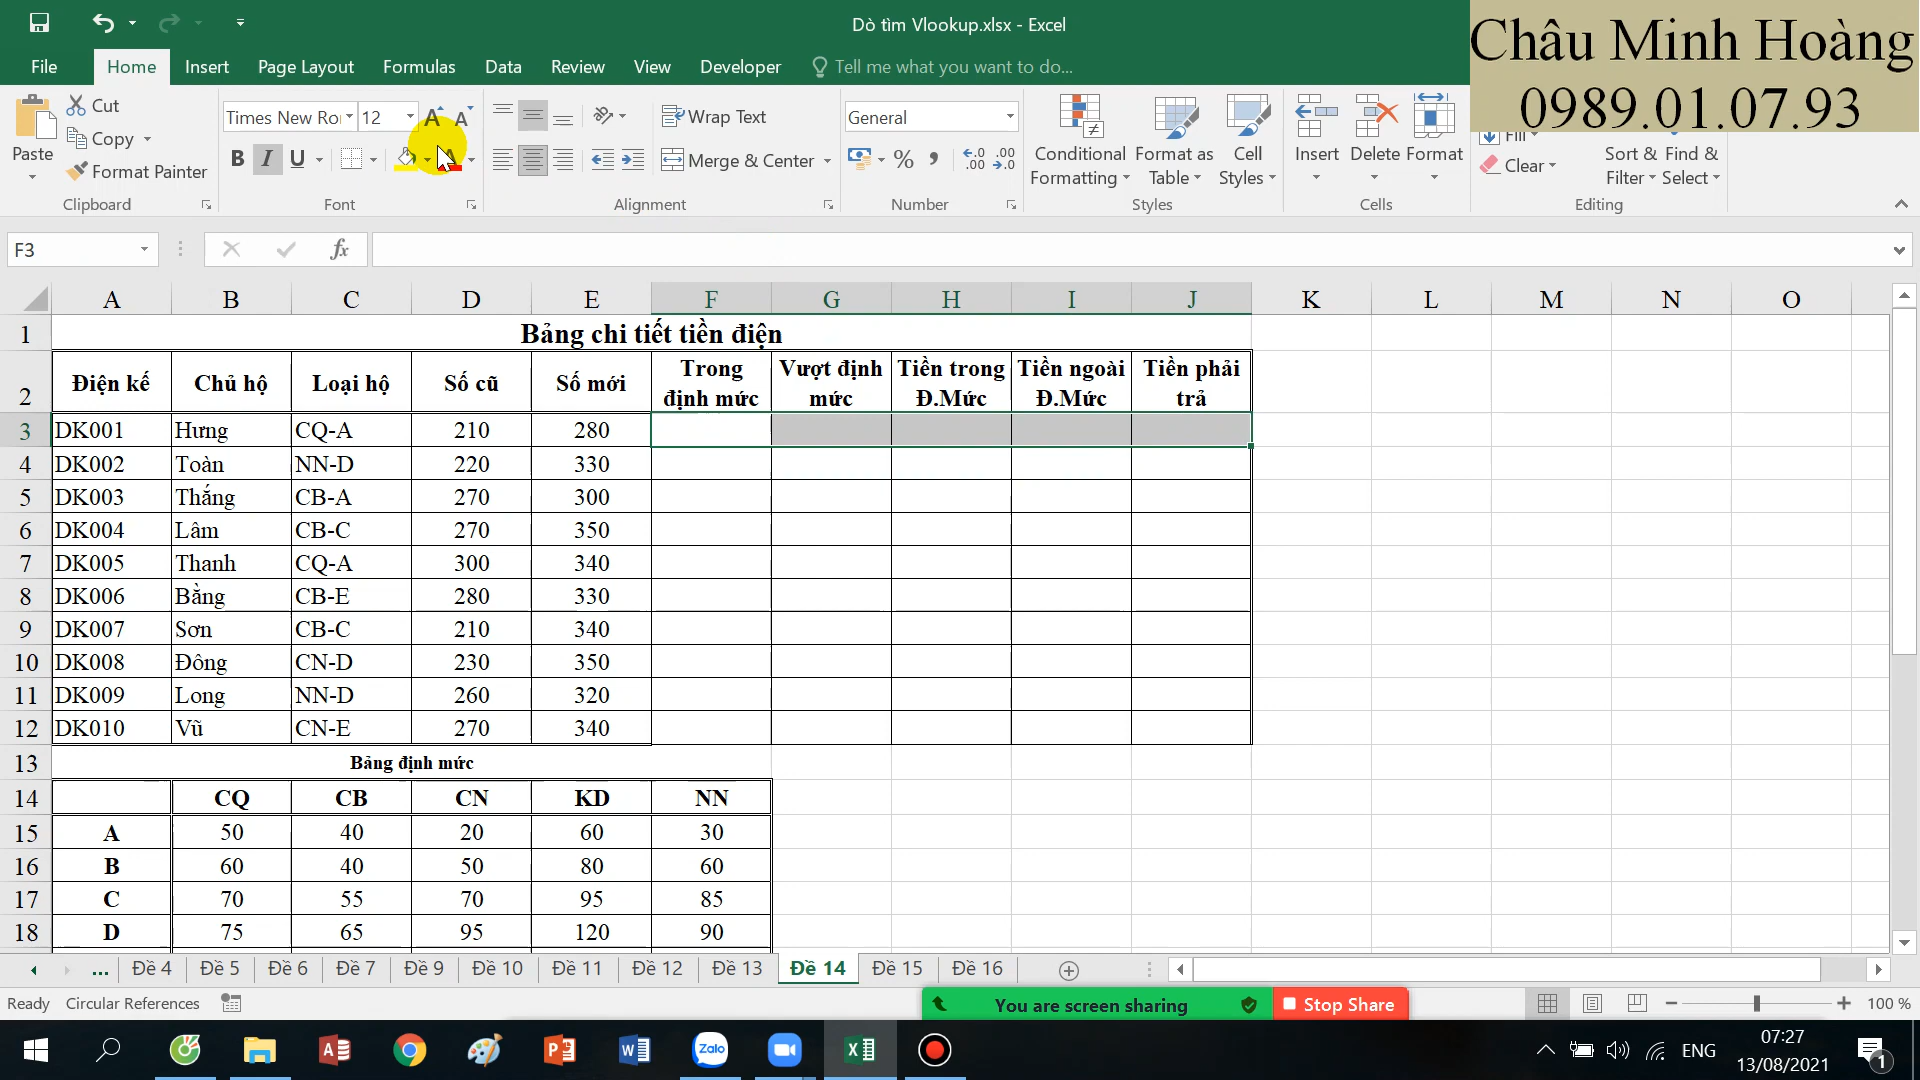 Dò tìm Vlookup.xlsx - Excel
Châu Minh Hoàng
0989.01.07.93
File Home Insert Page Layout Formulas Data Review View Developer Tell me what you want to do...
Paste
Cut
Copy
Format Painter
Clipboard
Times New Ro
12
B I U
Font
Wrap Text
Merge & Center
Alignment
General
% , .00
Number
Conditional Formatting
Format as Table
Cell Styles
Styles
Insert
Delete
Format
Cells
Fill
Clear
Sort & Filter
Find & Select
Editing
F3
fx
A B C D E F G H I J K L M N O
1 Bảng chi tiết tiền điện
2 Điện kế Chủ hộ Loại hộ Số cũ Số mới Trong định mức Vượt định mức Tiền trong Đ.Mức Tiền ngoài Đ.Mức Tiền phải trả
3 DK001 Hưng CQ-A 210 280
4 DK002 Toàn NN-D 220 330
5 DK003 Thắng CB-A 270 300
6 DK004 Lâm CB-C 270 350
7 DK005 Thanh CQ-A 300 340
8 DK006 Bằng CB-E 280 330
9 DK007 Sơn CB-C 210 340
10 DK008 Đông CN-D 230 350
11 DK009 Long NN-D 260 320
12 DK010 Vũ CN-E 270 340
13 Bảng định mức
14 CQ CB CN KD NN
15 A 50 40 20 60 30
16 B 60 40 50 80 60
17 C 70 55 70 95 85
18 D 75 65 95 120 90
... Đề 4 Đề 5 Đề 6 Đề 7 Đề 9 Đề 10 Đề 11 Đề 12 Đề 13 Đề 14 Đề 15 Đề 16
Ready Circular References
You are screen sharing
Stop Share
100 %
Zalo
ENG
07:27
13/08/2021
1